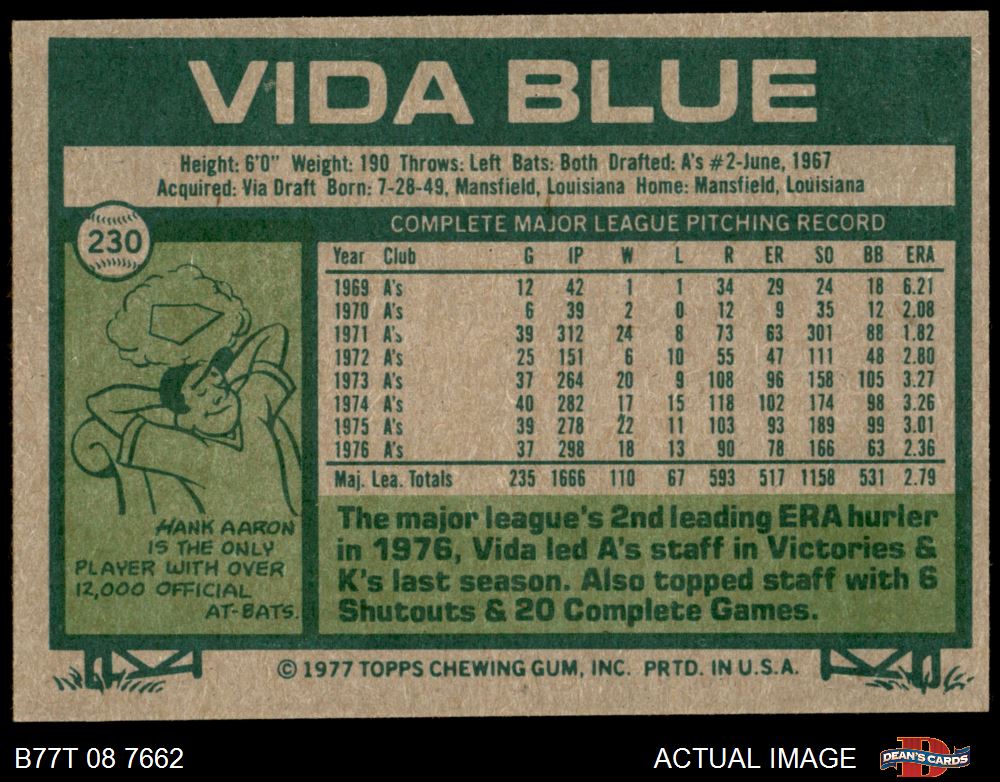 VIDA BLUE
Height: 6'0" Weight: 190 Throws: Left Bats: Both Drafted: A's #2-June, 1967
Acquired: Via Draft Born: 7-28-49, Mansfield, Louisiana Home: Mansfield, Louisiana
230
COMPLETE MAJOR LEAGUE PITCHING RECORD
Year Club G IP W L R ER SO BB ERA
1969 A's 12 42 1 1 34 29 24 18 6.21
1970 A's 6 39 2 0 12 9 35 12 2.08
1971 A's 39 312 24 8 73 63 301 88 1.82
1972 A's 25 151 6 10 55 47 111 48 2.80
1973 A's 37 264 20 9 108 96 158 105 3.27
1974 A's 40 282 17 15 118 102 174 98 3.26
1975 A's 39 278 22 11 103 93 189 99 3.01
1976 A's 37 298 18 13 90 78 166 63 2.36
Maj. Lea. Totals 235 1666 110 67 593 517 1158 531 2.79
HANK AARON
IS THE ONLY
PLAYER WITH OVER
12,000 OFFICIAL
AT-BATS.
The major league's 2nd leading ERA hurler
in 1976, Vida led A's staff in Victories &
K's last season. Also topped staff with 6
Shutouts & 20 Complete Games.
© 1977 TOPPS CHEWING GUM, INC. PRTD. IN U.S.A.
B77T 08 7662
ACTUAL IMAGE
D
DEAN'S CARDS